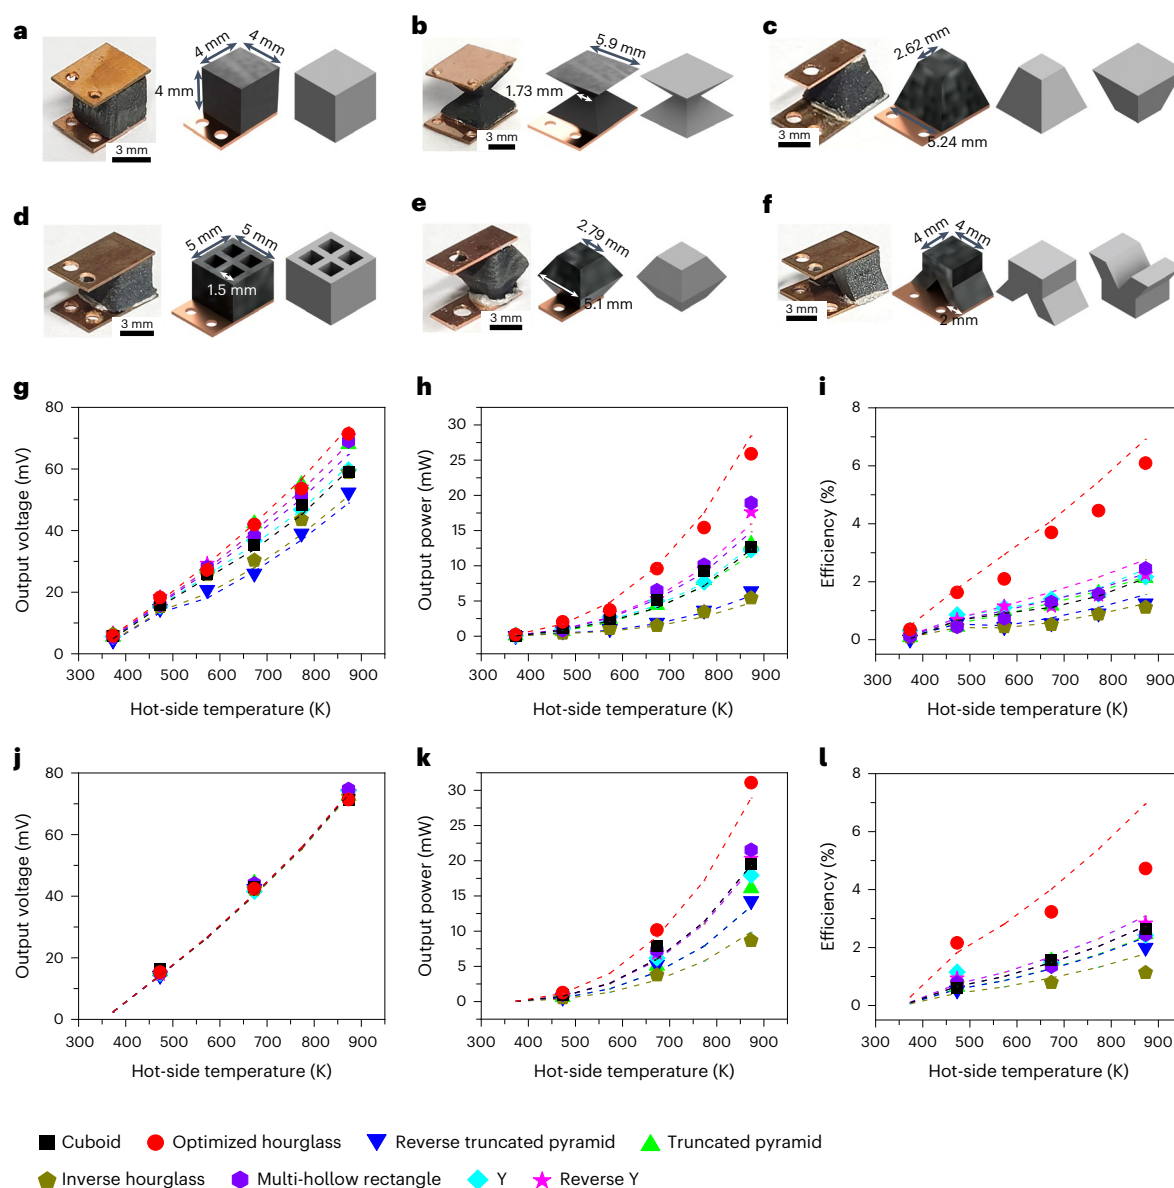 a
4 mm
4 mm
4 mm
3 mm
b
5.9 mm
1.73 mm
3 mm
c
2.62 mm
5.24 mm
3 mm
d
5 mm
5 mm
1.5 mm
3 mm
e
2.79 mm
5.1 mm
3 mm
f
4 mm
4 mm
2 mm
3 mm
g
Output voltage (mV)
80
60
40
20
0
300 400 500 600 700 800 900
Hot-side temperature (K)
h
Output power (mW)
30
25
20
15
10
5
0
300 400 500 600 700 800 900
Hot-side temperature (K)
i
Efficiency (%)
8
6
4
2
0
300 400 500 600 700 800 900
Hot-side temperature (K)
j
Output voltage (mV)
80
60
40
20
0
300 400 500 600 700 800 900
Hot-side temperature (K)
k
Output power (mW)
30
25
20
15
10
5
0
300 400 500 600 700 800 900
Hot-side temperature (K)
l
Efficiency (%)
8
6
4
2
0
300 400 500 600 700 800 900
Hot-side temperature (K)
Cuboid Optimized hourglass Reverse truncated pyramid Truncated pyramid
Inverse hourglass Multi-hollow rectangle Y Reverse Y